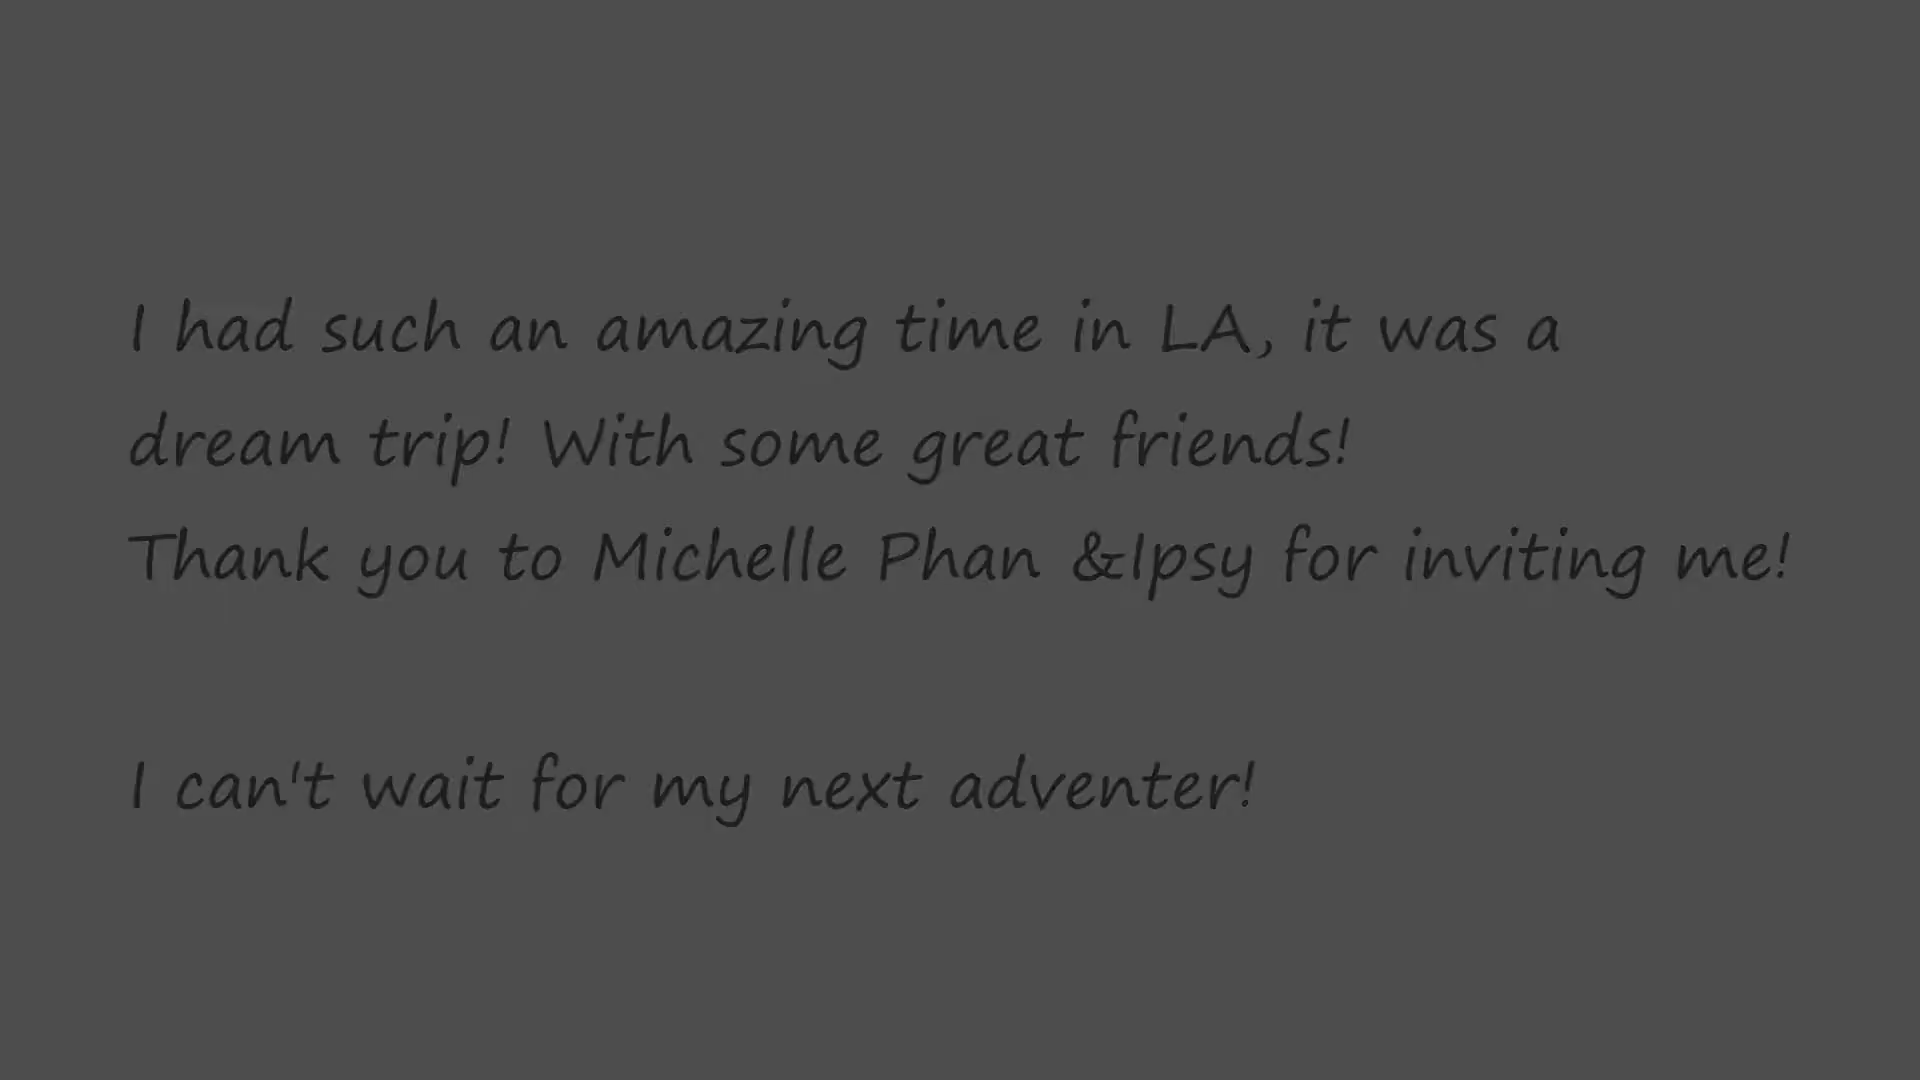 I had such an amazing time in LA, it was a
dream trip! With some great friends!
Thank you to Michelle Phan &Ipsy for inviting me!
I can't wait for my next adventer!